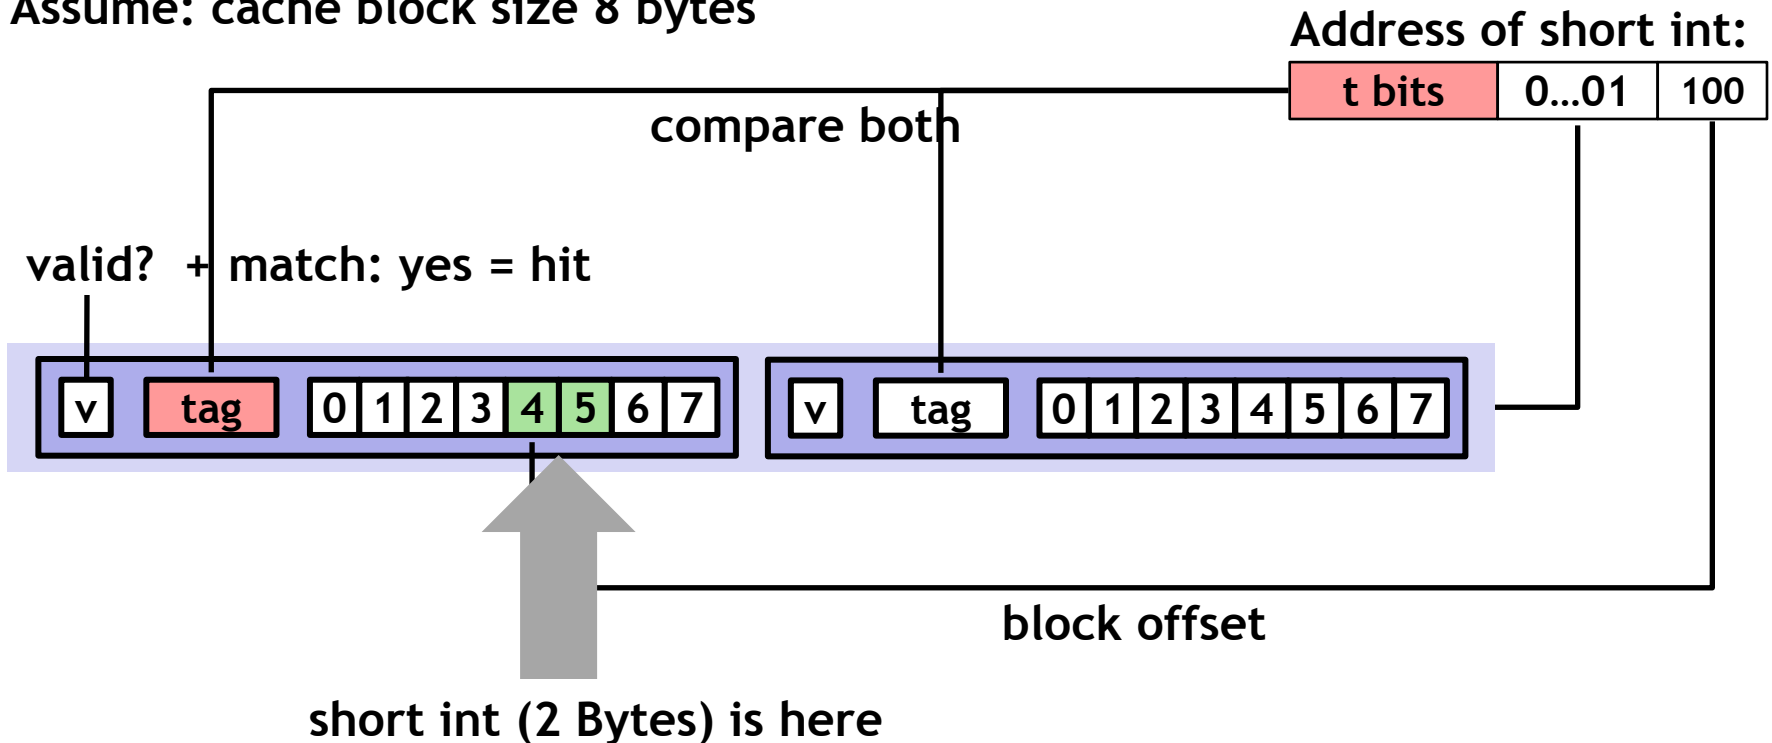 Assume: cache block size 8 bytes
Address of short int:
t bits 0...01 100
compare both
valid? + match: yes = hit
v tag 0 1 2 3 4 5 6 7 v tag 0 1 2 3 4 5 6 7
block offset
short int (2 Bytes) is here